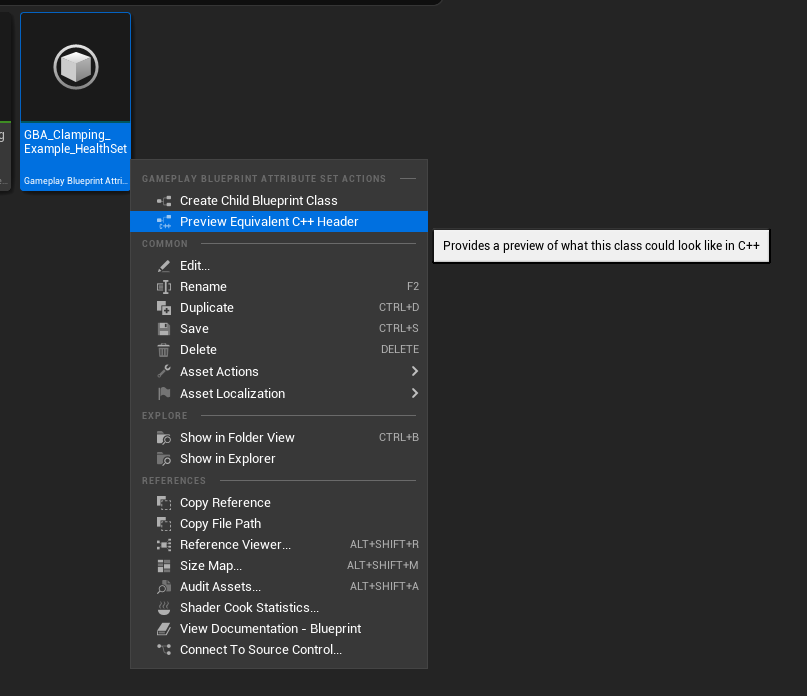 GBA_Clamping_
Example_HealthSet
Gameplay Blueprint Attri...
GAMEPLAY BLUEPRINT ATTRIBUTE SET ACTIONS
Create Child Blueprint Class
Preview Equivalent C++ Header
Provides a preview of what this class could look like in C++
COMMON
Edit...
Rename F2
Duplicate CTRL+D
Save CTRL+S
Delete DELETE
Asset Actions
Asset Localization
EXPLORE
Show in Folder View CTRL+B
Show in Explorer
REFERENCES
Copy Reference
Copy File Path
Reference Viewer... ALT+SHIFT+R
Size Map... ALT+SHIFT+M
Audit Assets... ALT+SHIFT+A
Shader Cook Statistics...
View Documentation - Blueprint
Connect To Source Control...